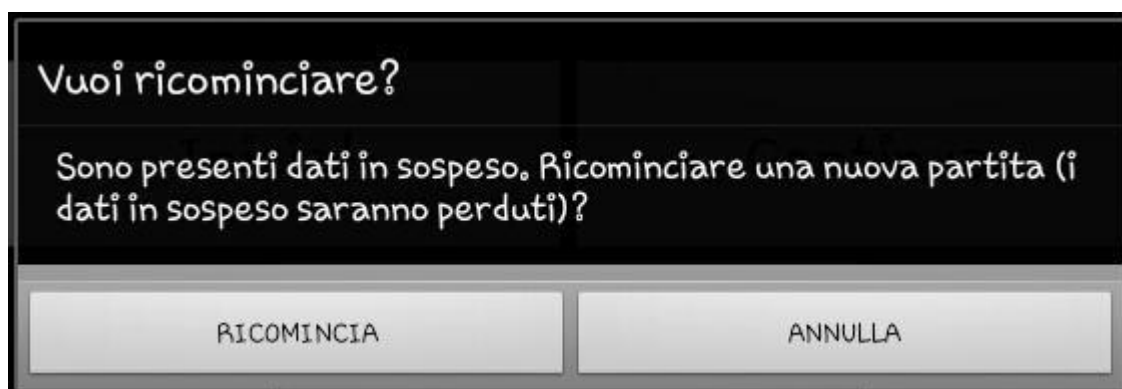 Vuoi ricominciare?
Sono presenti dati in sospeso. Ricominciare una nuova partita (i
dati in sospeso saranno perduti)?
RICOMINCIA
ANNULLA